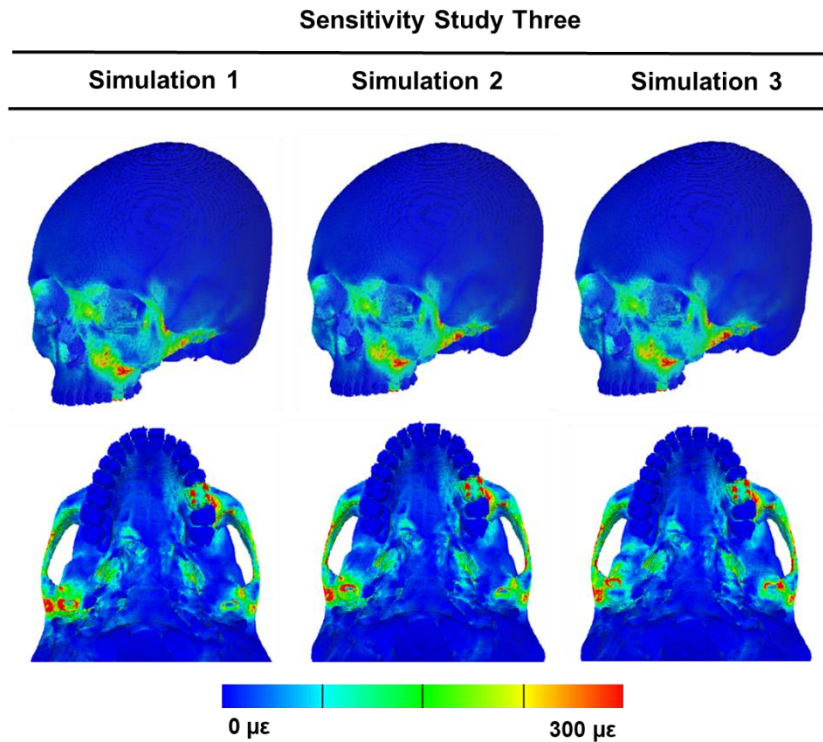 Sensitivity Study Three
Simulation 1 Simulation 2 Simulation 3
0 µε 300 µε